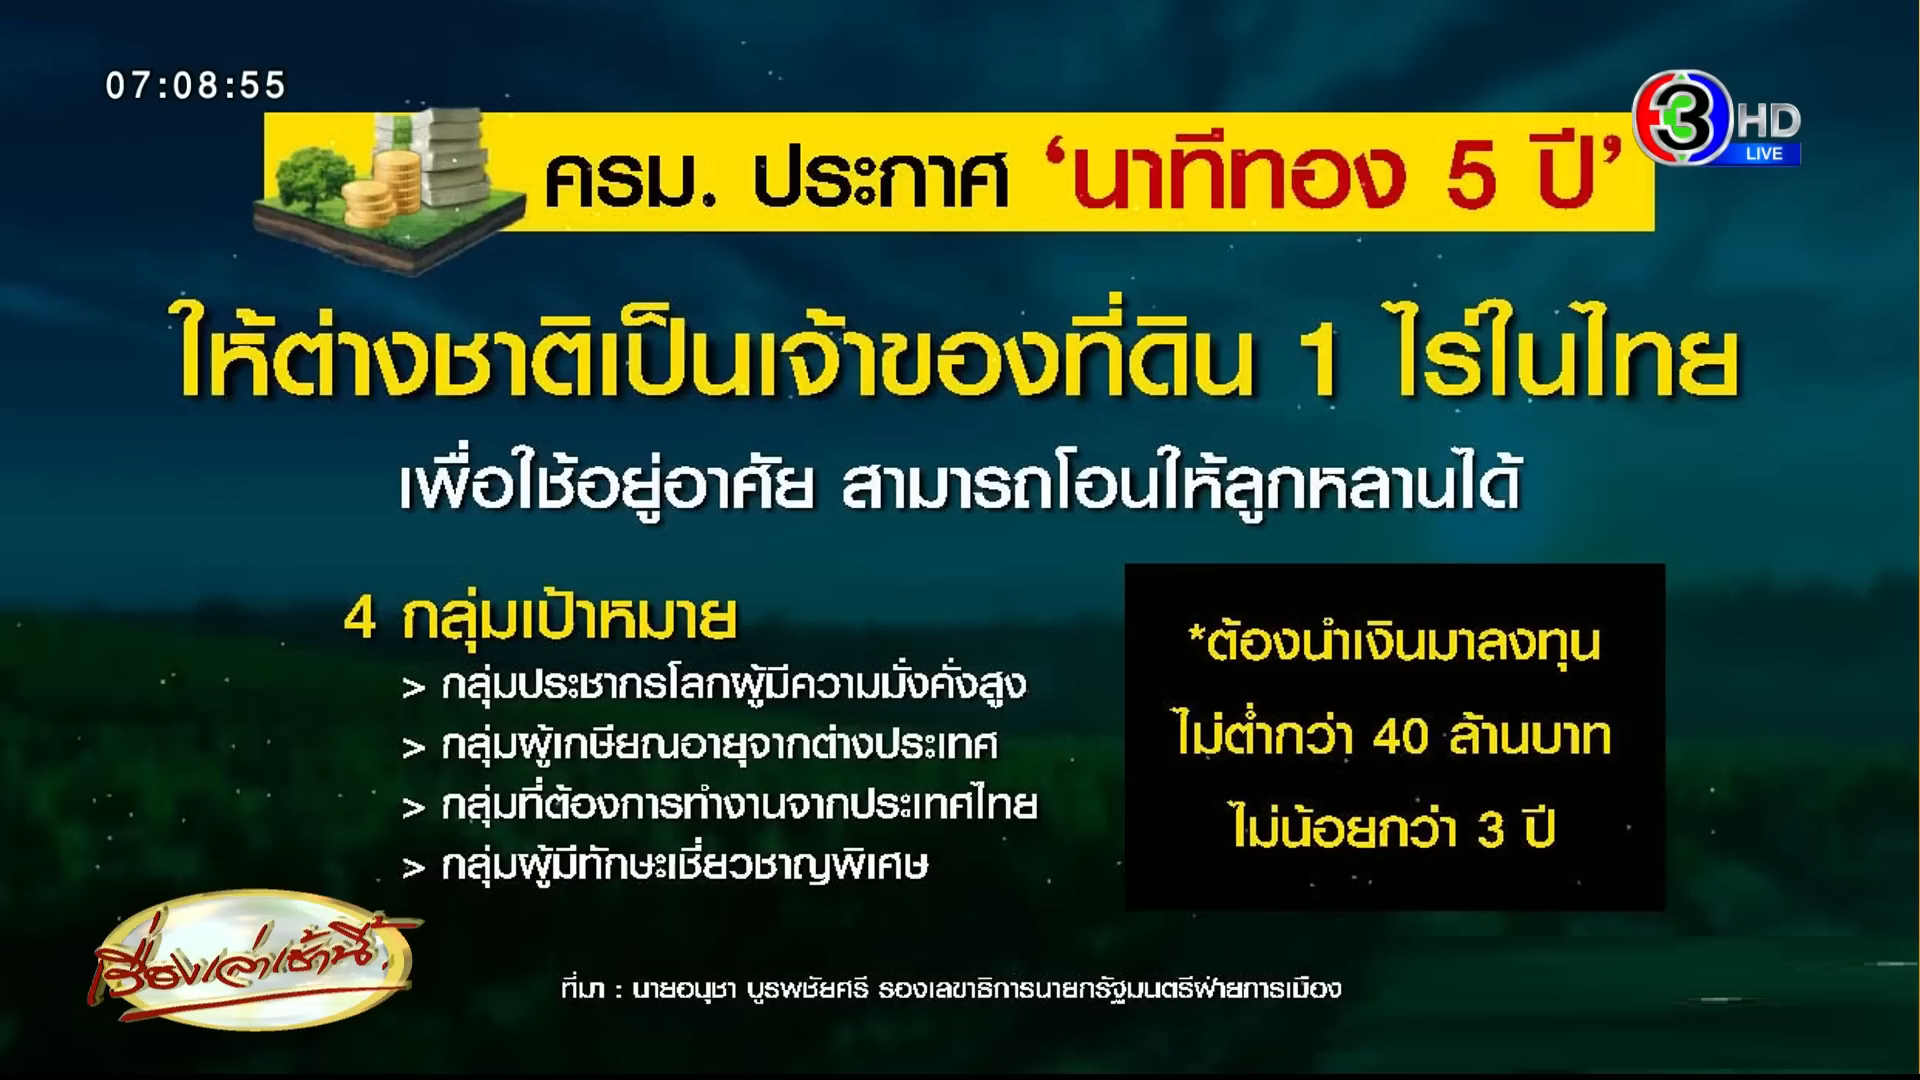 07:08:55
3 HD
LIVE
ครม. ประกาศ ‘นาทีทอง 5 ปี’
ให้ต่างชาติเป็นเจ้าของที่ดิน 1 ไร่ในไทย
เพื่อใช้อยู่อาศัย สามารถโอนให้ลูกหลานได้
4 กลุ่มเป้าหมาย
> กลุ่มประชากรโลกผู้มีความมั่งคั่งสูง
> กลุ่มผู้เกษียณอายุจากต่างประเทศ
> กลุ่มที่ต้องการทำงานจากประเทศไทย
> กลุ่มผู้มีทักษะเชี่ยวชาญพิเศษ
*ต้องนำเงินมาลงทุน
ไม่ต่ำกว่า 40 ล้านบาท
ไม่น้อยกว่า 3 ปี
เรื่องเล่าเช้านี้
ที่มา : นายอนุชา บูรพชัยศรี รองเลขาธิการนายกรัฐมนตรีฝ่ายการเมือง